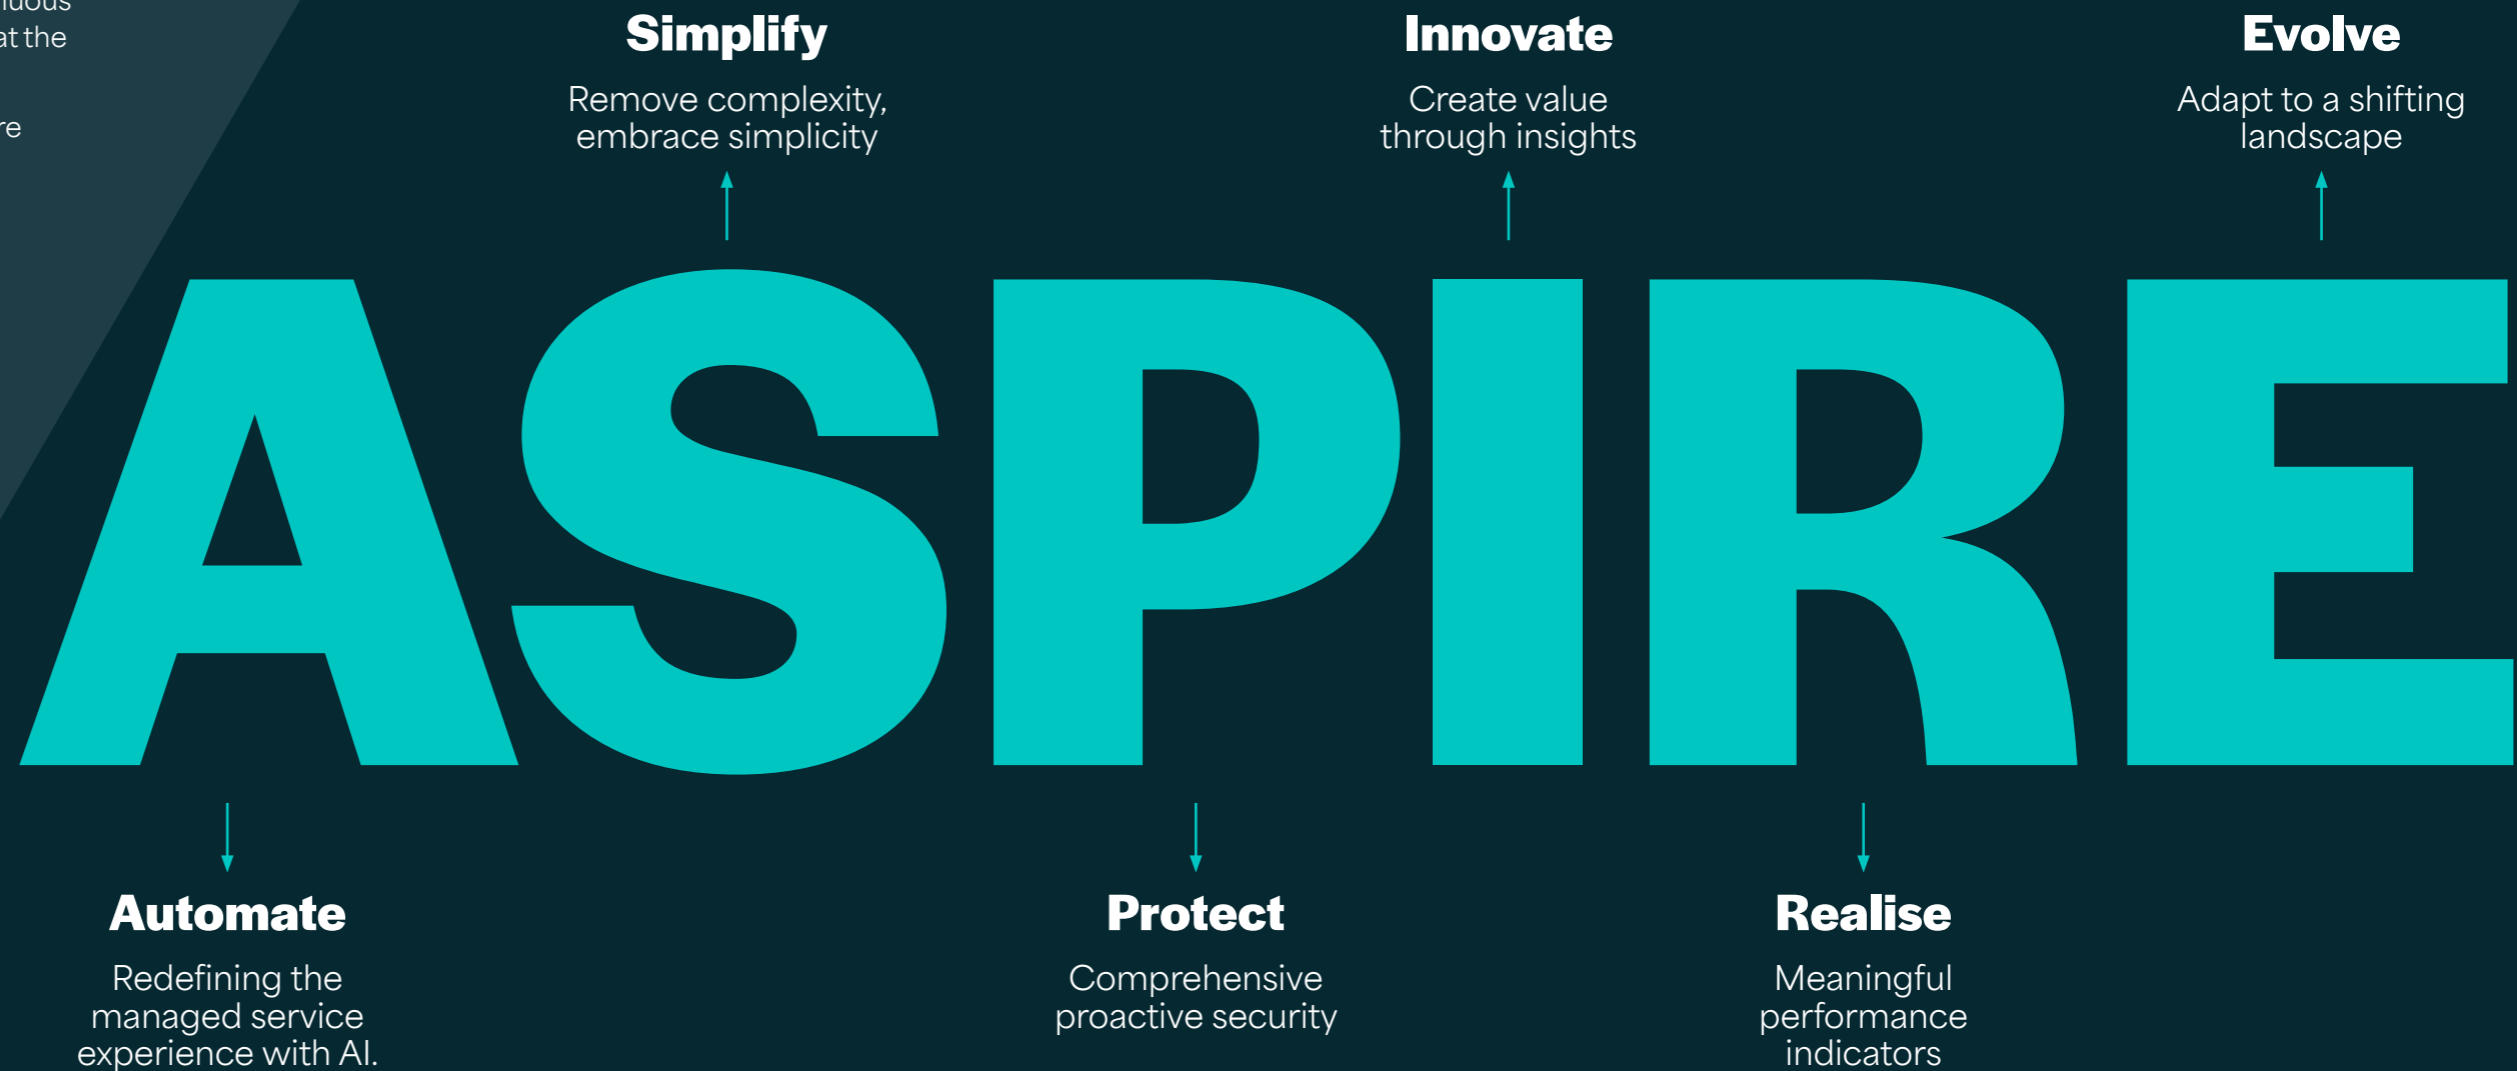 at the
Simplify
Remove complexity,
embrace simplicity
Innovate
Create value
through insights
Evolve
Adapt to a shifting
landscape
ASPIRE
Automate
Redefining the
managed service
experience with AI.
Protect
Comprehensive
proactive security
Realise
Meaningful
performance
indicators